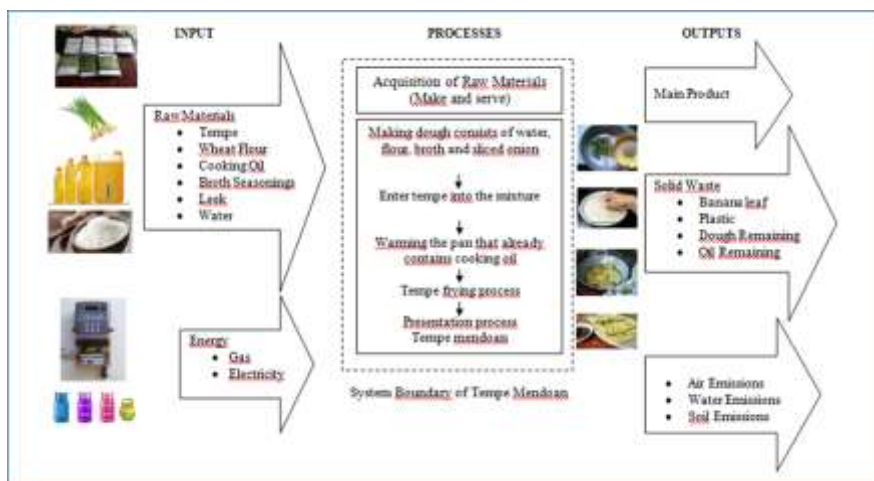 INPUT
PROCESSES
OUTPUTS
Raw Materials
Tempe
Wheat Flour
Cooking Oil
Broth Seasonings
Leek
Water
Energy
Gas
Electricity
Acquisition of Raw Materials
(Make and serve)
Making dough consists of water,
flour, broth and sliced onion
Enter tempe into the mixture
Warming the pan that already
contains cooking oil
Tempe frying process
Presentation process
Tempe mendoan
System Boundary of Tempe Mendoan
Main Product
Solid Waste
Banana leaf
Plastic
Dough Remaining
Oil Remaining
Air Emissions
Water Emissions
Soil Emissions